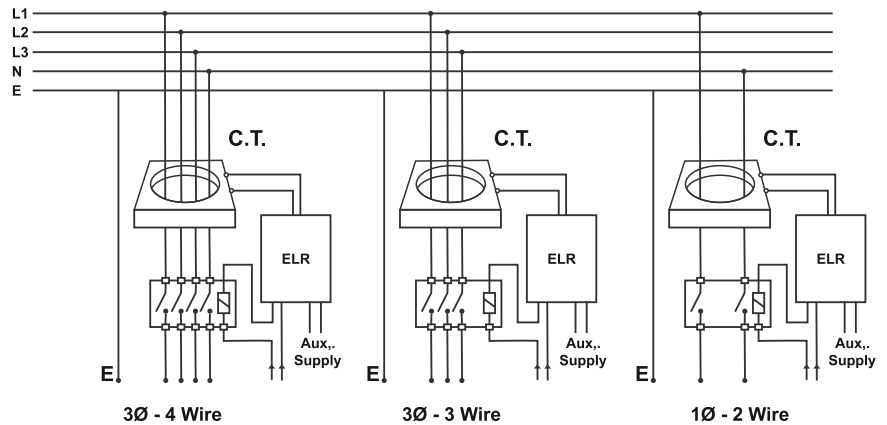 L1
L2
L3
N
E
C.T.
C.T.
C.T.
ELR
ELR
ELR
Aux,.
Supply
Aux,.
Supply
Aux,.
Supply
E
E
E
3Ø - 4 Wire
3Ø - 3 Wire
1Ø - 2 Wire